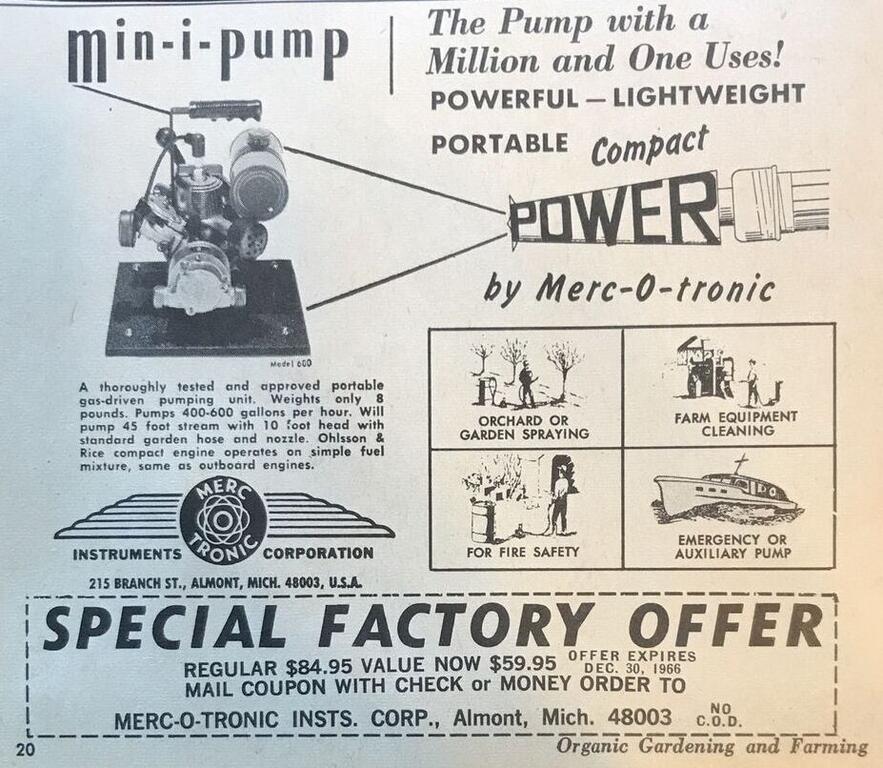 min-i-pump
The Pump with a
Million and One Uses!
POWERFUL — LIGHTWEIGHT
PORTABLE Compact
POWER
by Merc-O-tronic
Model 600
A thoroughly tested and approved portable
gas-driven pumping unit. Weights only 8
pounds. Pumps 400-600 gallons per hour. Will
pump 45 foot stream with 10 foot head with
standard garden hose and nozzle. Ohlsson &
Rice compact engine operates on simple fuel
mixture, same as outboard engines.
ORCHARD OR
GARDEN SPRAYING
FARM EQUIPMENT
CLEANING
FOR FIRE SAFETY
EMERGENCY OR
AUXILIARY PUMP
MERC
TRONIC
INSTRUMENTS CORPORATION
215 BRANCH ST., ALMONT, MICH. 48003, U.S.A.
SPECIAL FACTORY OFFER
REGULAR $84.95 VALUE NOW $59.95 OFFER EXPIRES DEC. 30, 1966
MAIL COUPON WITH CHECK or MONEY ORDER TO
MERC-O-TRONIC INSTS. CORP., Almont, Mich. 48003 NO C.O.D.
20
Organic Gardening and Farming